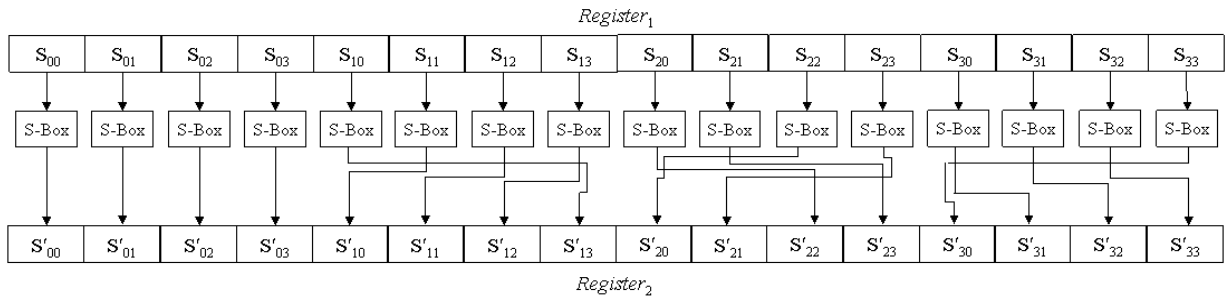 Register₁
S₀₀ S₀₁ S₀₂ S₀₃ S₁₀ S₁₁ S₁₂ S₁₃ S₂₀ S₂₁ S₂₂ S₂₃ S₃₀ S₃₁ S₃₂ S₃₃
S-Box S-Box S-Box S-Box S-Box S-Box S-Box S-Box S-Box S-Box S-Box S-Box S-Box S-Box S-Box S-Box
S'₀₀ S'₀₁ S'₀₂ S'₀₃ S'₁₀ S'₁₁ S'₁₂ S'₁₃ S'₂₀ S'₂₁ S'₂₂ S'₂₃ S'₃₀ S'₃₁ S'₃₂ S'₃₃
Register₂